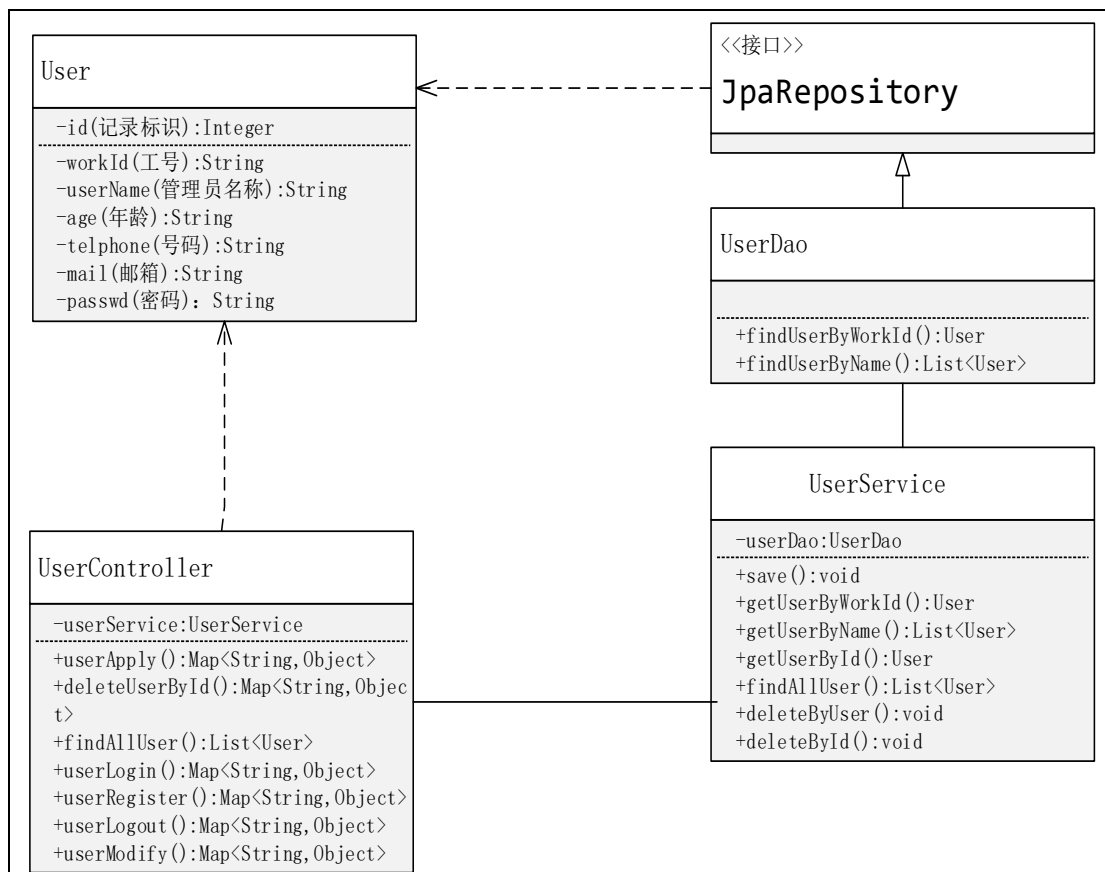 User
-id(记录标识):Integer
-workId(工号):String
-userName(管理员名称):String
-age(年龄):String
-telphone(号码):String
-mail(邮箱):String
-passwd(密码)：String
<<接口>>
JpaRepository
UserDao
+findUserByWorkId():User
+findUserByName():List<User>
UserService
-userDao:UserDao
+save():void
+getUserByWorkId():User
+getUserByName():List<User>
+getUserById():User
+findAllUser():List<User>
+deleteByUser():void
+deleteById():void
UserController
-userService:UserService
+userApply():Map<String,Object>
+deleteUserById():Map<String,Objec
t>
+findAllUser():List<User>
+userLogin():Map<String,Object>
+userRegister():Map<String,Object>
+userLogout():Map<String,Object>
+userModify():Map<String,Object>